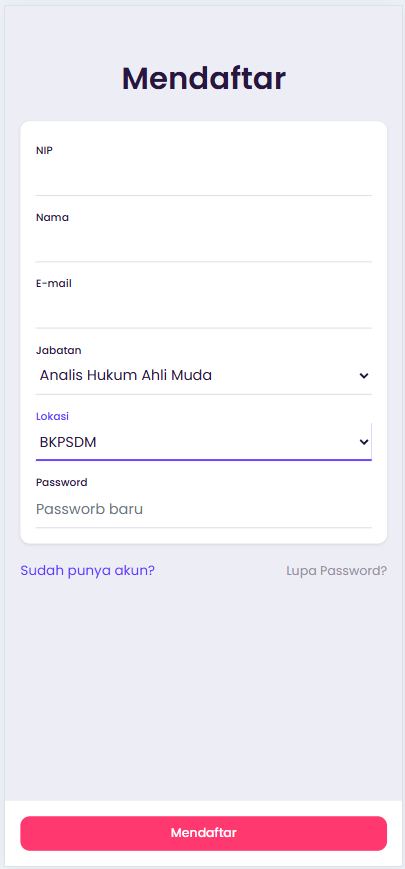 Mendaftar
NIP
Nama
E-mail
Jabatan
Analis Hukum Ahli Muda
Lokasi
BKPSDM
Password
Passworb baru
Sudah punya akun? Lupa Password?
Mendaftar